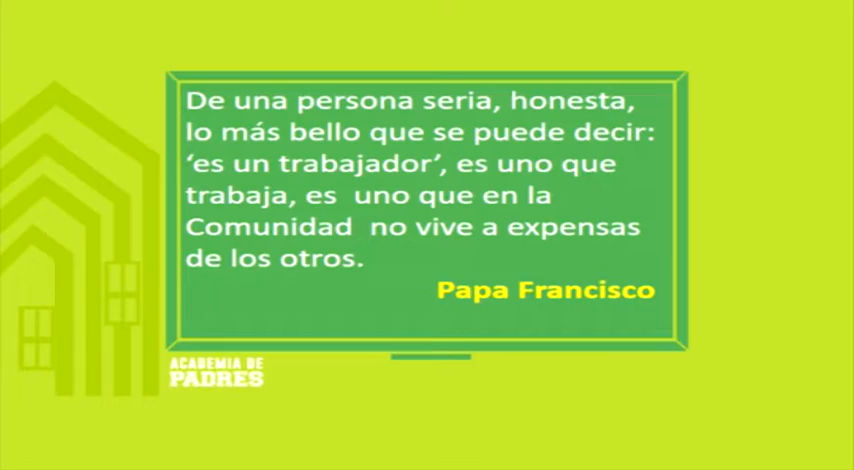 De una persona seria, honesta,
lo más bello que se puede decir:
‘es un trabajador’, es uno que
trabaja, es  uno que en la
Comunidad  no vive a expensas
de los otros.
Papa Francisco
ACADEMIA DE
PADRES